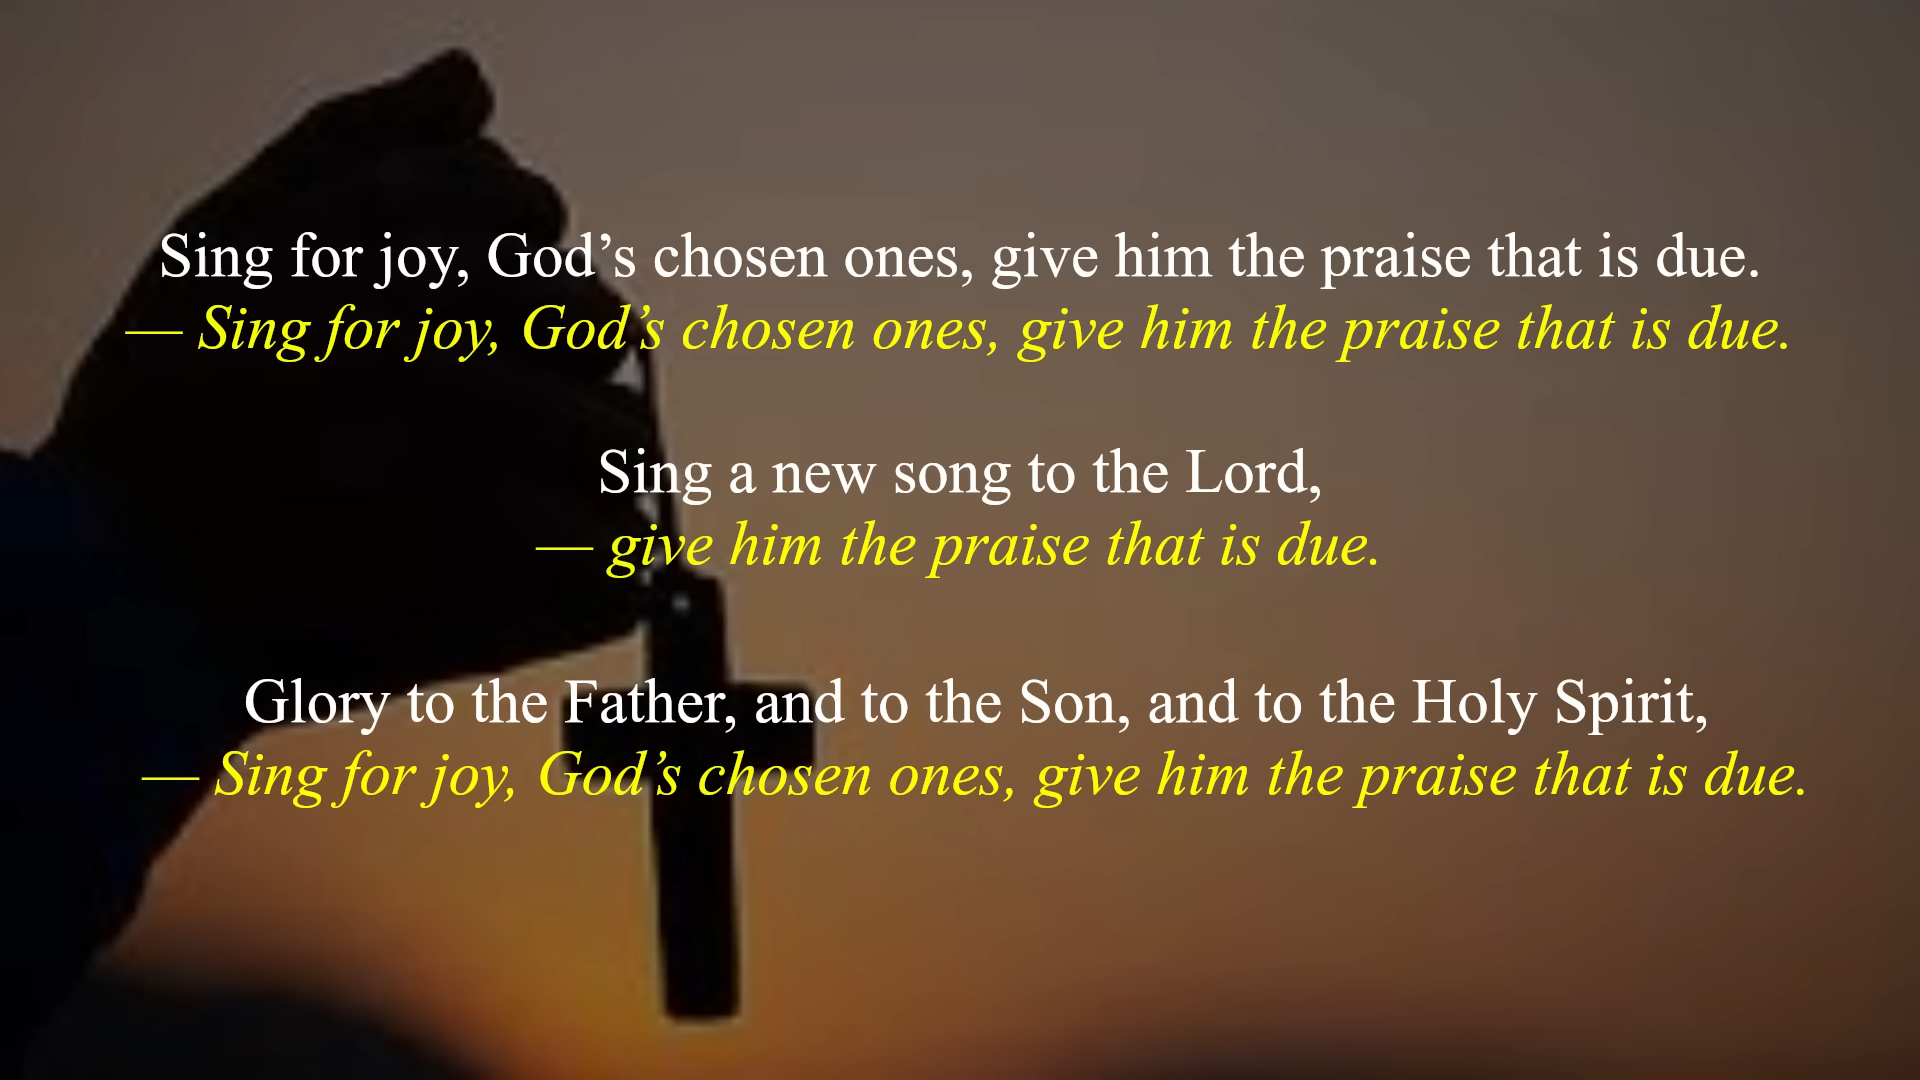 Sing for joy, God’s chosen ones, give him the praise that is due.
— Sing for joy, God’s chosen ones, give him the praise that is due.
Sing a new song to the Lord,
— give him the praise that is due.
Glory to the Father, and to the Son, and to the Holy Spirit,
— Sing for joy, God’s chosen ones, give him the praise that is due.